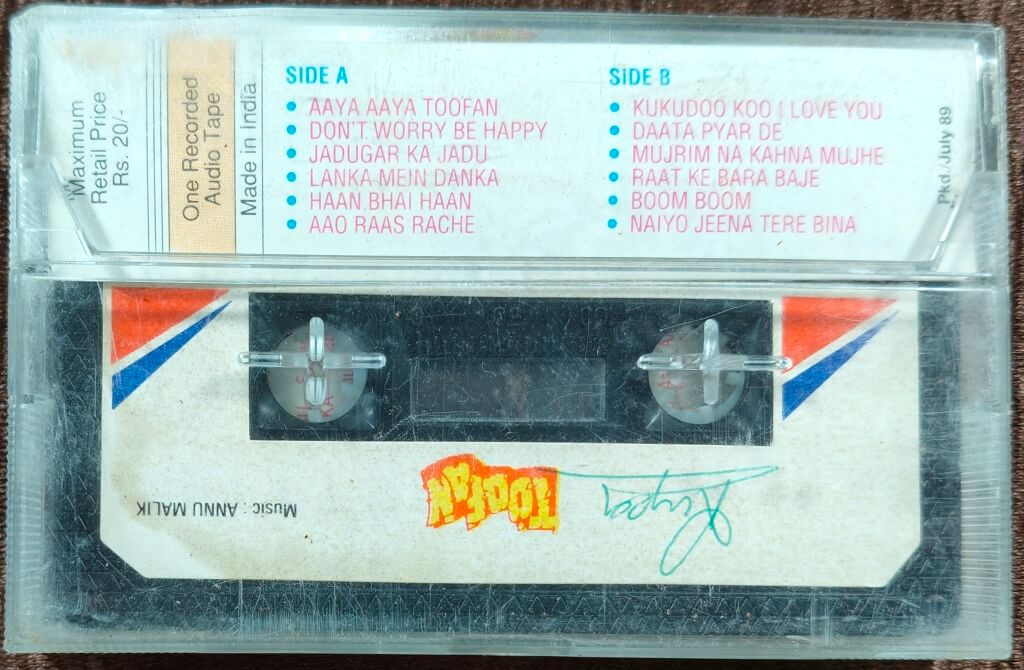 Maximum
Retail Price
Rs. 20/-
One Recorded
Audio Tape
Made in India
SIDE A
• AAYA AAYA TOOFAN
• DON'T WORRY BE HAPPY
• JADUGAR KA JADU
• LANKA MEIN DANKA
• HAAN BHAI HAAN
• AAO RAAS RACHE
SIDE B
• KUKUDOO KOO I LOVE YOU
• DAATA PYAR DE
• MUJRIM NA KAHNA MUJHE
• RAAT KE BARA BAJE
• BOOM BOOM
• NAIYO JEENA TERE BINA
Pkd. July 89
TOOFAN
Music : ANNU MALIK